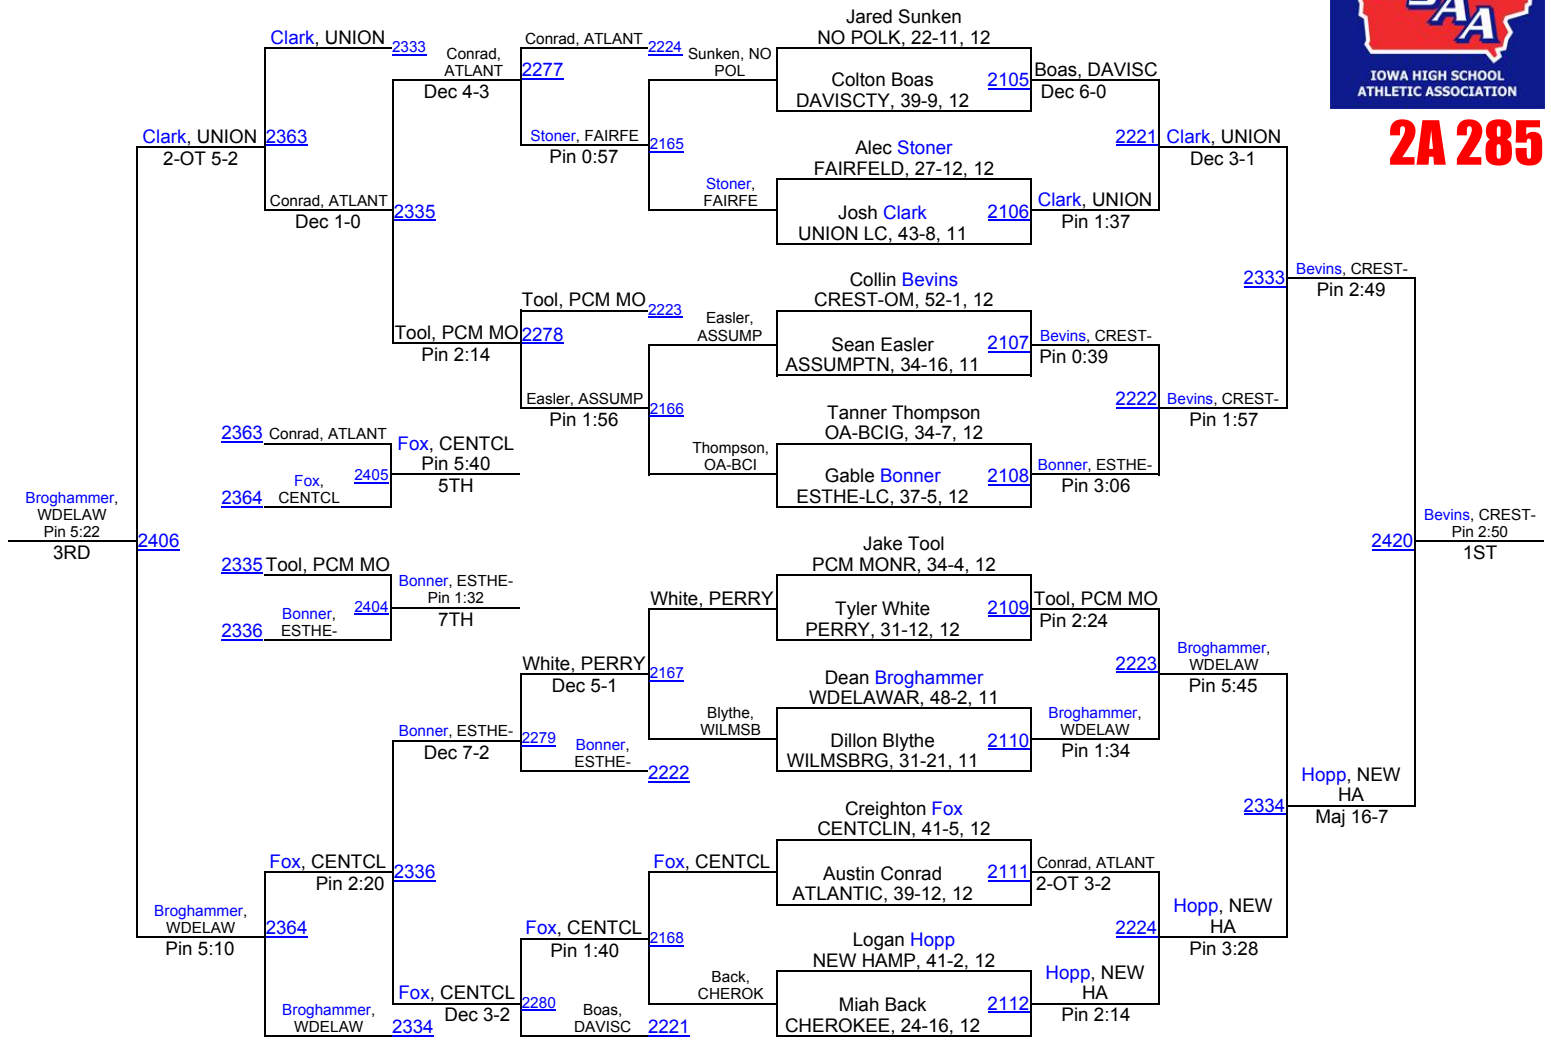 IOWA HIGH SCHOOL
ATHLETIC ASSOCIATION
2A 285
Clark, UNION
2333
Conrad,
ATLANT
Dec 4-3
Conrad, ATLANT
2224
2277
Stoner, FAIRFE
Pin 0:57
Sunken, NO
POL
2165
Stoner,
FAIRFE
Clark, UNION
2-OT 5-2
2363
Conrad, ATLANT
Dec 1-0
2335
Tool, PCM MO
2223
Tool, PCM MO
Pin 2:14
2278
Easler, ASSUMP
Pin 1:56
Easler,
ASSUMP
2166
Thompson,
OA-BCI
2363
Conrad, ATLANT
Fox,
CENTCL
2364
2405
Fox, CENTCL
Pin 5:40
5TH
Broghammer,
WDELAW
Pin 5:22
3RD
2406
2335
Tool, PCM MO
Bonner,
ESTHE-
2336
2404
Bonner, ESTHE-
Pin 1:32
7TH
White, PERRY
White, PERRY
Dec 5-1
2167
Blythe,
WILMSB
Bonner, ESTHE-
Dec 7-2
2279
Bonner,
ESTHE-
2222
Fox, CENTCL
Pin 2:20
2336
Broghammer,
WDELAW
Pin 5:10
2364
Broghammer,
WDELAW
2334
Fox, CENTCL
Dec 3-2
2280
Fox, CENTCL
Pin 1:40
Boas,
DAVISC
2221
Fox, CENTCL
2168
Back,
CHEROK
Jared Sunken
NO POLK, 22-11, 12
Colton Boas
DAVISCTY, 39-9, 12
2105
Boas, DAVISC
Dec 6-0
Alec Stoner
FAIRFELD, 27-12, 12
Josh Clark
UNION LC, 43-8, 11
2106
Clark, UNION
Pin 1:37
2221
Clark, UNION
Dec 3-1
Collin Bevins
CREST-OM, 52-1, 12
Sean Easler
ASSUMPTN, 34-16, 11
2107
Bevins, CREST-
Pin 0:39
Tanner Thompson
OA-BCIG, 34-7, 12
Gable Bonner
ESTHE-LC, 37-5, 12
2108
Bonner, ESTHE-
Pin 3:06
2222
Bevins, CREST-
Pin 1:57
2333
Bevins, CREST-
Pin 2:49
Jake Tool
PCM MONR, 34-4, 12
Tyler White
PERRY, 31-12, 12
2109
Tool, PCM MO
Pin 2:24
Dean Broghammer
WDELAWAR, 48-2, 11
Dillon Blythe
WILMSBRG, 31-21, 11
2110
Broghammer,
WDELAW
Pin 1:34
2223
Broghammer,
WDELAW
Pin 5:45
Creighton Fox
CENTCLIN, 41-5, 12
Austin Conrad
ATLANTIC, 39-12, 12
2111
Conrad, ATLANT
2-OT 3-2
Logan Hopp
NEW HAMP, 41-2, 12
Miah Back
CHEROKEE, 24-16, 12
2112
Hopp, NEW
HA
Pin 2:14
2224
Hopp, NEW
HA
Pin 3:28
2334
Hopp, NEW
HA
Maj 16-7
2420
Bevins, CREST-
Pin 2:50
1ST